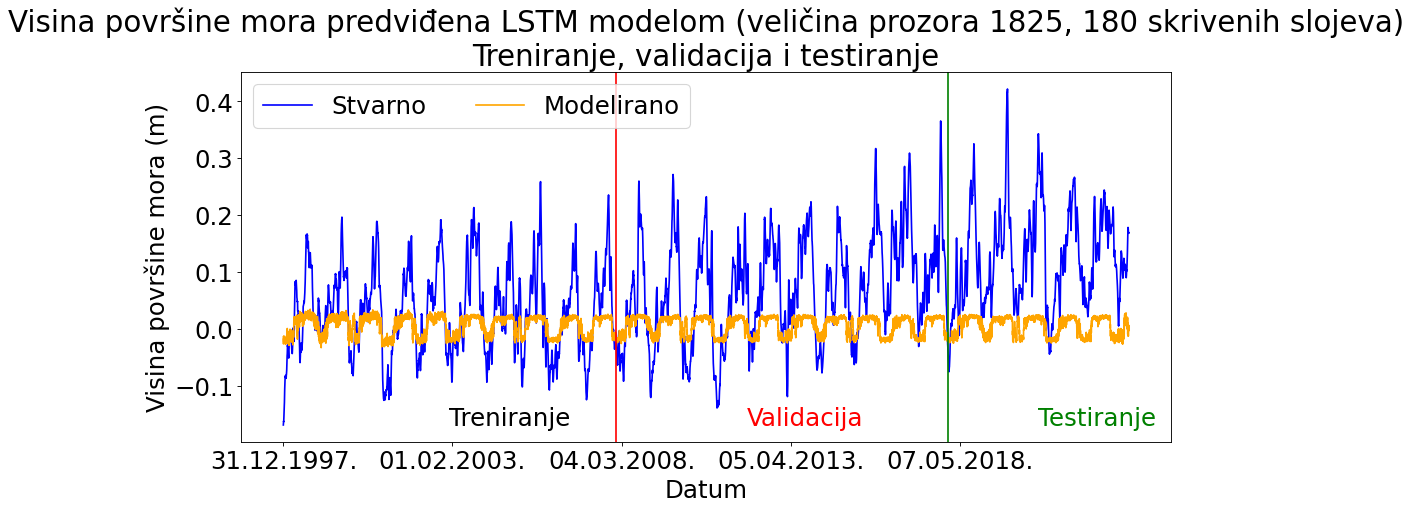 Visina površine mora predviđena LSTM modelom (veličina prozora 1825, 180 skrivenih slojeva)
Treniranje, validacija i testiranje
Stvarno Modelirano
Visina površine mora (m)
0.4
0.3
0.2
0.1
0.0
−0.1
Treniranje Validacija Testiranje
31.12.1997. 01.02.2003. 04.03.2008. 05.04.2013. 07.05.2018.
Datum